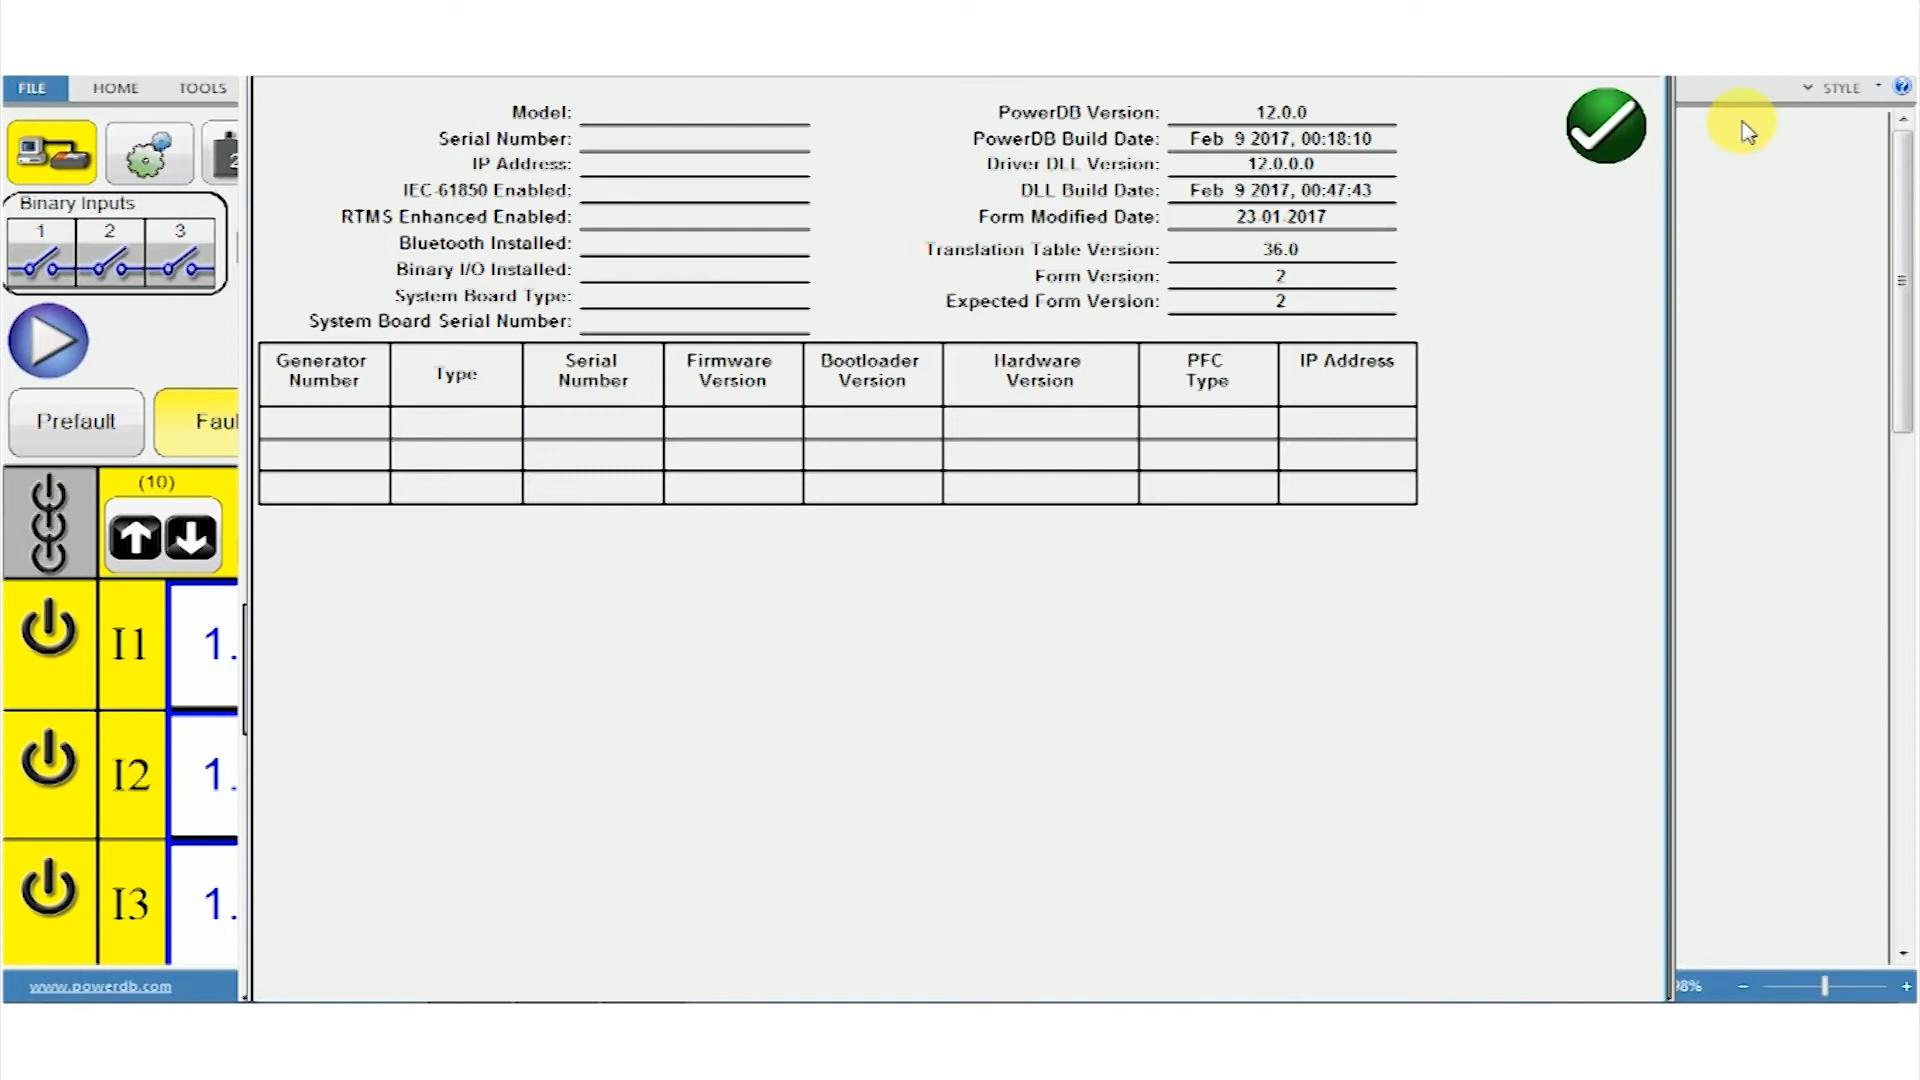 FILE HOME TOOLS
STYLE
2
Binary Inputs
1 2 3
Prefault
(10)
I1 1.
I2 1.
I3 1.
www.powerdb.com
Model:
Serial Number:
IP Address:
IEC-61850 Enabled:
RTMS Enhanced Enabled:
Bluetooth Installed:
Binary I/O Installed:
System Board Type:
System Board Serial Number:
PowerDB Version: 12.0.0
PowerDB Build Date: Feb 9 2017, 00:18:10
Driver DLL Version: 12.0.0.0
DLL Build Date: Feb 9 2017, 00:47:43
Form Modified Date: 23-01-2017
Translation Table Version: 36.0
Form Version: 2
Expected Form Version: 2
Generator Number
Type
Serial Number
Firmware Version
Bootloader Version
Hardware Version
PFC Type
IP Address